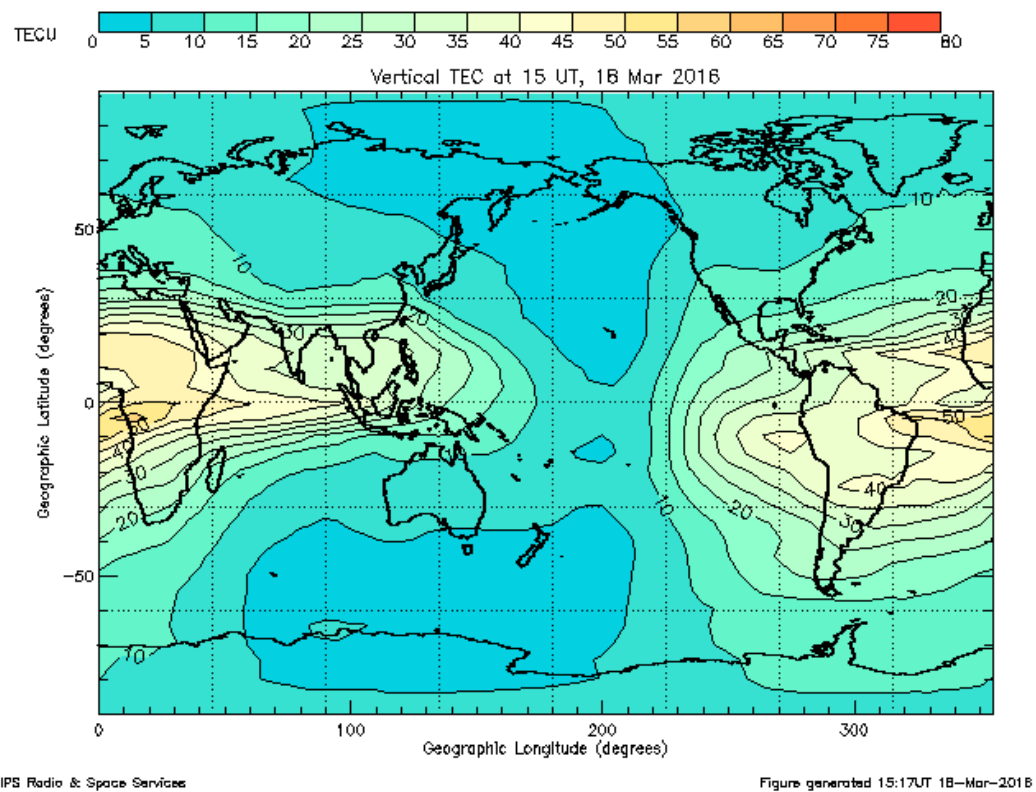 TECU 0 5 10 15 20 25 30 35 40 45 50 55 60 65 70 75 80
Vertical TEC at 15 UT, 18 Mar 2016
Geographic Latitude (degrees)
50
0
−50
10
10
20
30
40
50
30
20
50
40
30
20
40
30
20
10
10
0 100 200 300
Geographic Longitude (degrees)
IPS Radio & Space Services
Figure generated 15:17UT 18−Mar−2016